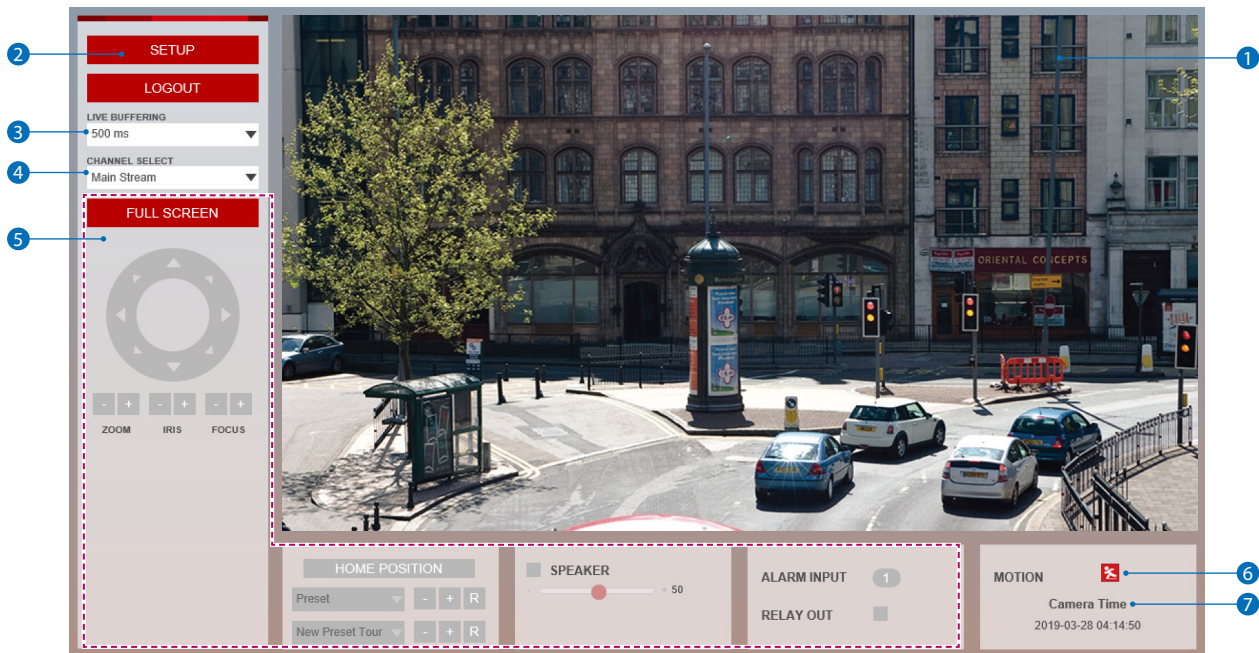 2
SETUP
1
LOGOUT
LIVE BUFFERING
3
500 ms
CHANNEL SELECT
4
Main Stream
FULL SCREEN
5
ORIENTAL CONCEPTS
- + - + - +
ZOOM IRIS FOCUS
HOME POSITION
Preset - + R
New Preset Tour - + R
SPEAKER
- + 50
ALARM INPUT 1
RELAY OUT
MOTION
6
Camera Time
7
2019-03-28 04:14:50